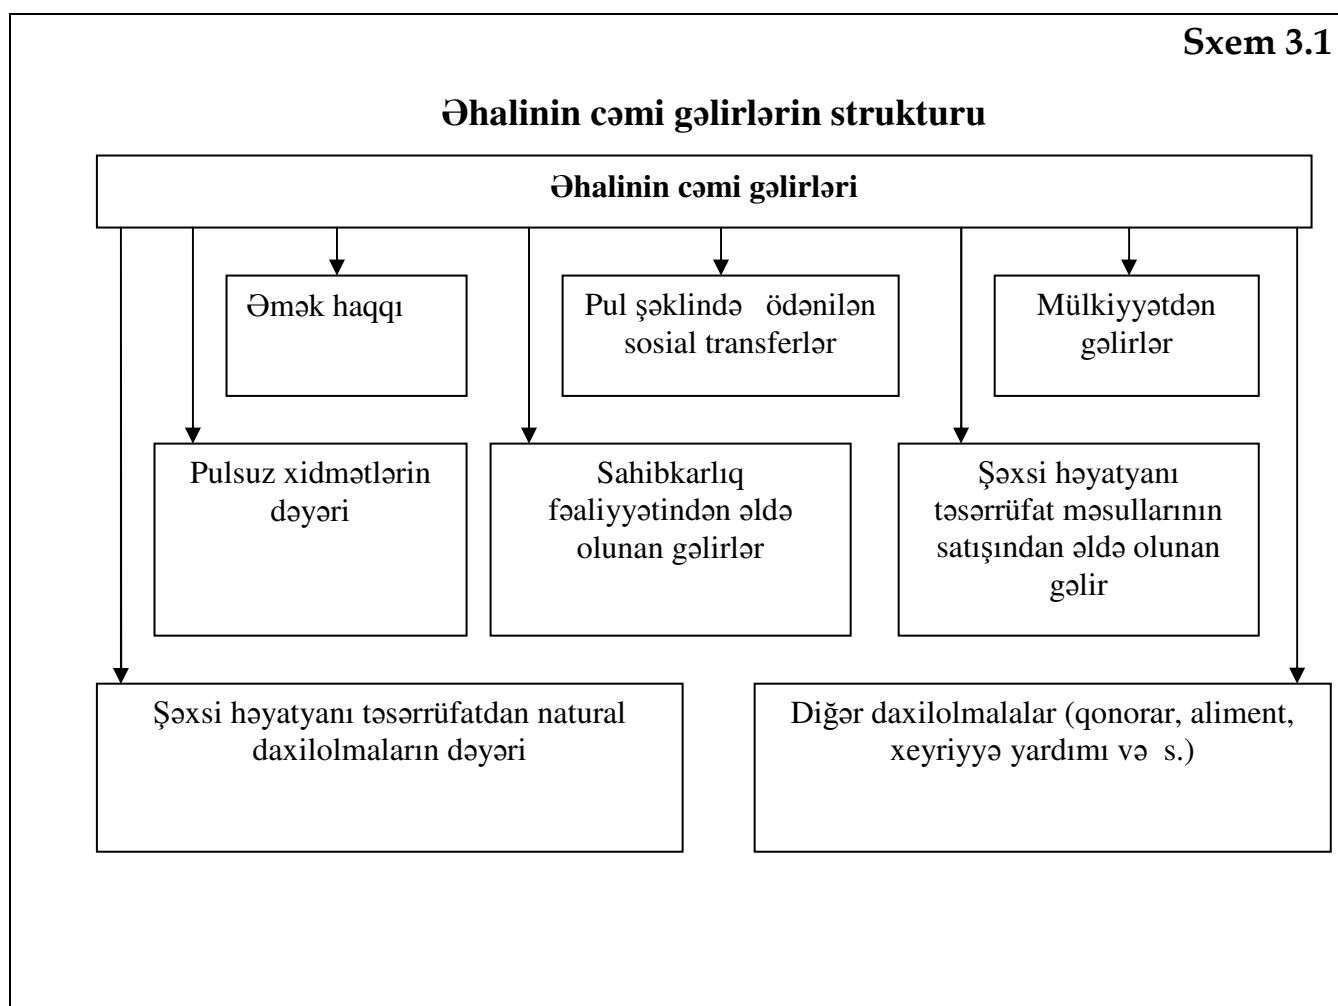 Sxem 3.1
Əhalinin cəmi gəlirlərin strukturu
Əhalinin cəmi gəlirləri
Əmək haqqı
Pul şəklində ödənilən
sosial transferlər
Mülkiyyətdən
gəlirlər
Pulsuz xidmətlərin
dəyəri
Sahibkarlıq
fəaliyyətindən əldə
olunan gəlirlər
Şəxsi həyatyanı
təsərrüfat məsullarının
satışından əldə olunan
gəlir
Şəxsi həyatyanı təsərrüfatdan natural
daxilolmaların dəyəri
Diğər daxilolmalalar (qonorar, aliment,
xeyriyyə yardımı və s.)